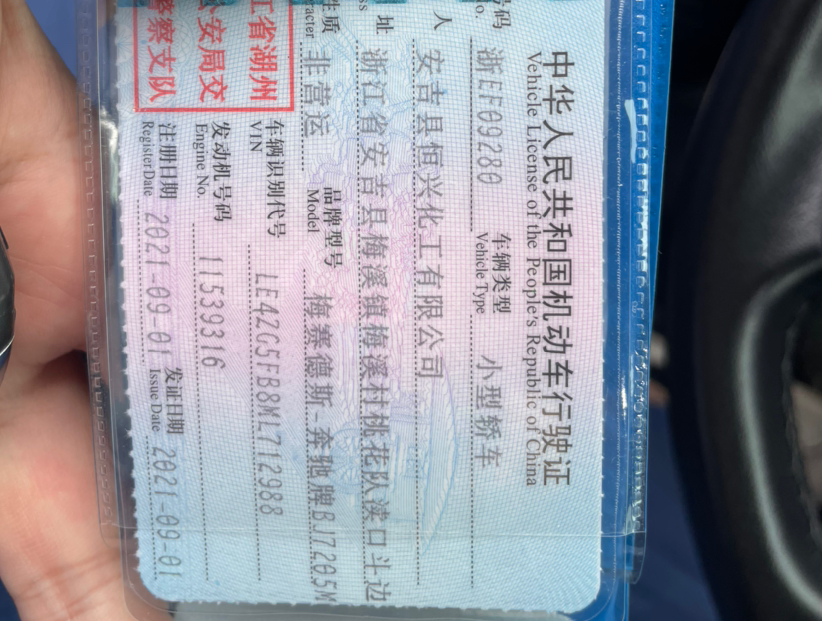 中华人民共和国机动车行驶证
Vehicle License of the People's Republic of China
号码 浙EF09280 车辆类型 小型轿车
No. Vehicle Type
人 安吉县恒兴化工有限公司
址 浙江省安吉县梅溪镇梅溪村桃花队渎口斗边
性质 非营运 品牌型号 梅赛德斯-奔驰牌BJ7205M
racter Model
江省湖州
安局交
警察支队
车辆识别代号 LE4ZG5FB8ML712988
VIN
发动机号码 11539316
Engine No.
注册日期 2021-09-01 发证日期 2021-09-01
Register Date Issue Date